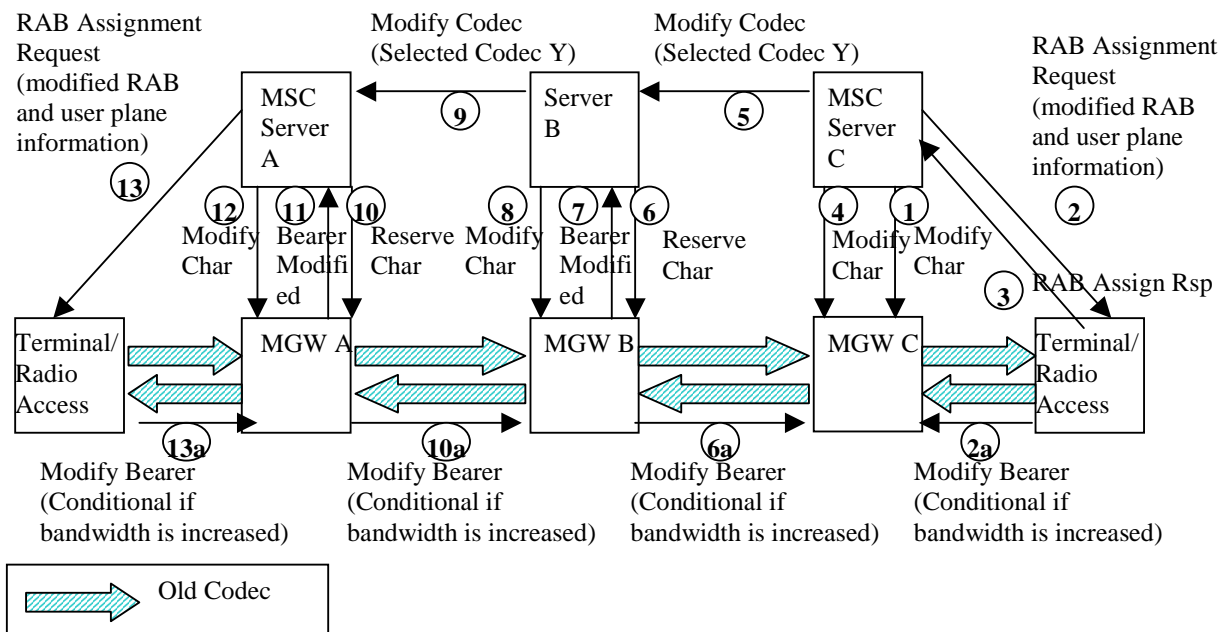 RAB Assignment
Request
(modified RAB
and user plane
information)
Modify Codec
(Selected Codec Y)
Modify Codec
(Selected Codec Y)
RAB Assignment
Request
(modified RAB
and user plane
information)
MSC
Server
A
9
Server
B
5
MSC
Server
C
13
12
11
10
8
7
6
4
1
2
Modify
Char
Bearer
Modifi
ed
Reserve
Char
Modify
Char
Bearer
Modifi
ed
Reserve
Char
Modify
Char
Modify
Char
3
RAB Assign Rsp
Terminal/
Radio
Access
MGW A
MGW B
MGW C
Terminal/
Radio
Access
13a
10a
6a
2a
Modify Bearer
(Conditional if
bandwidth is increased)
Modify Bearer
(Conditional if
bandwidth is increased)
Modify Bearer
(Conditional if
bandwidth is increased)
Modify Bearer
(Conditional if
bandwidth is increased)
Old Codec